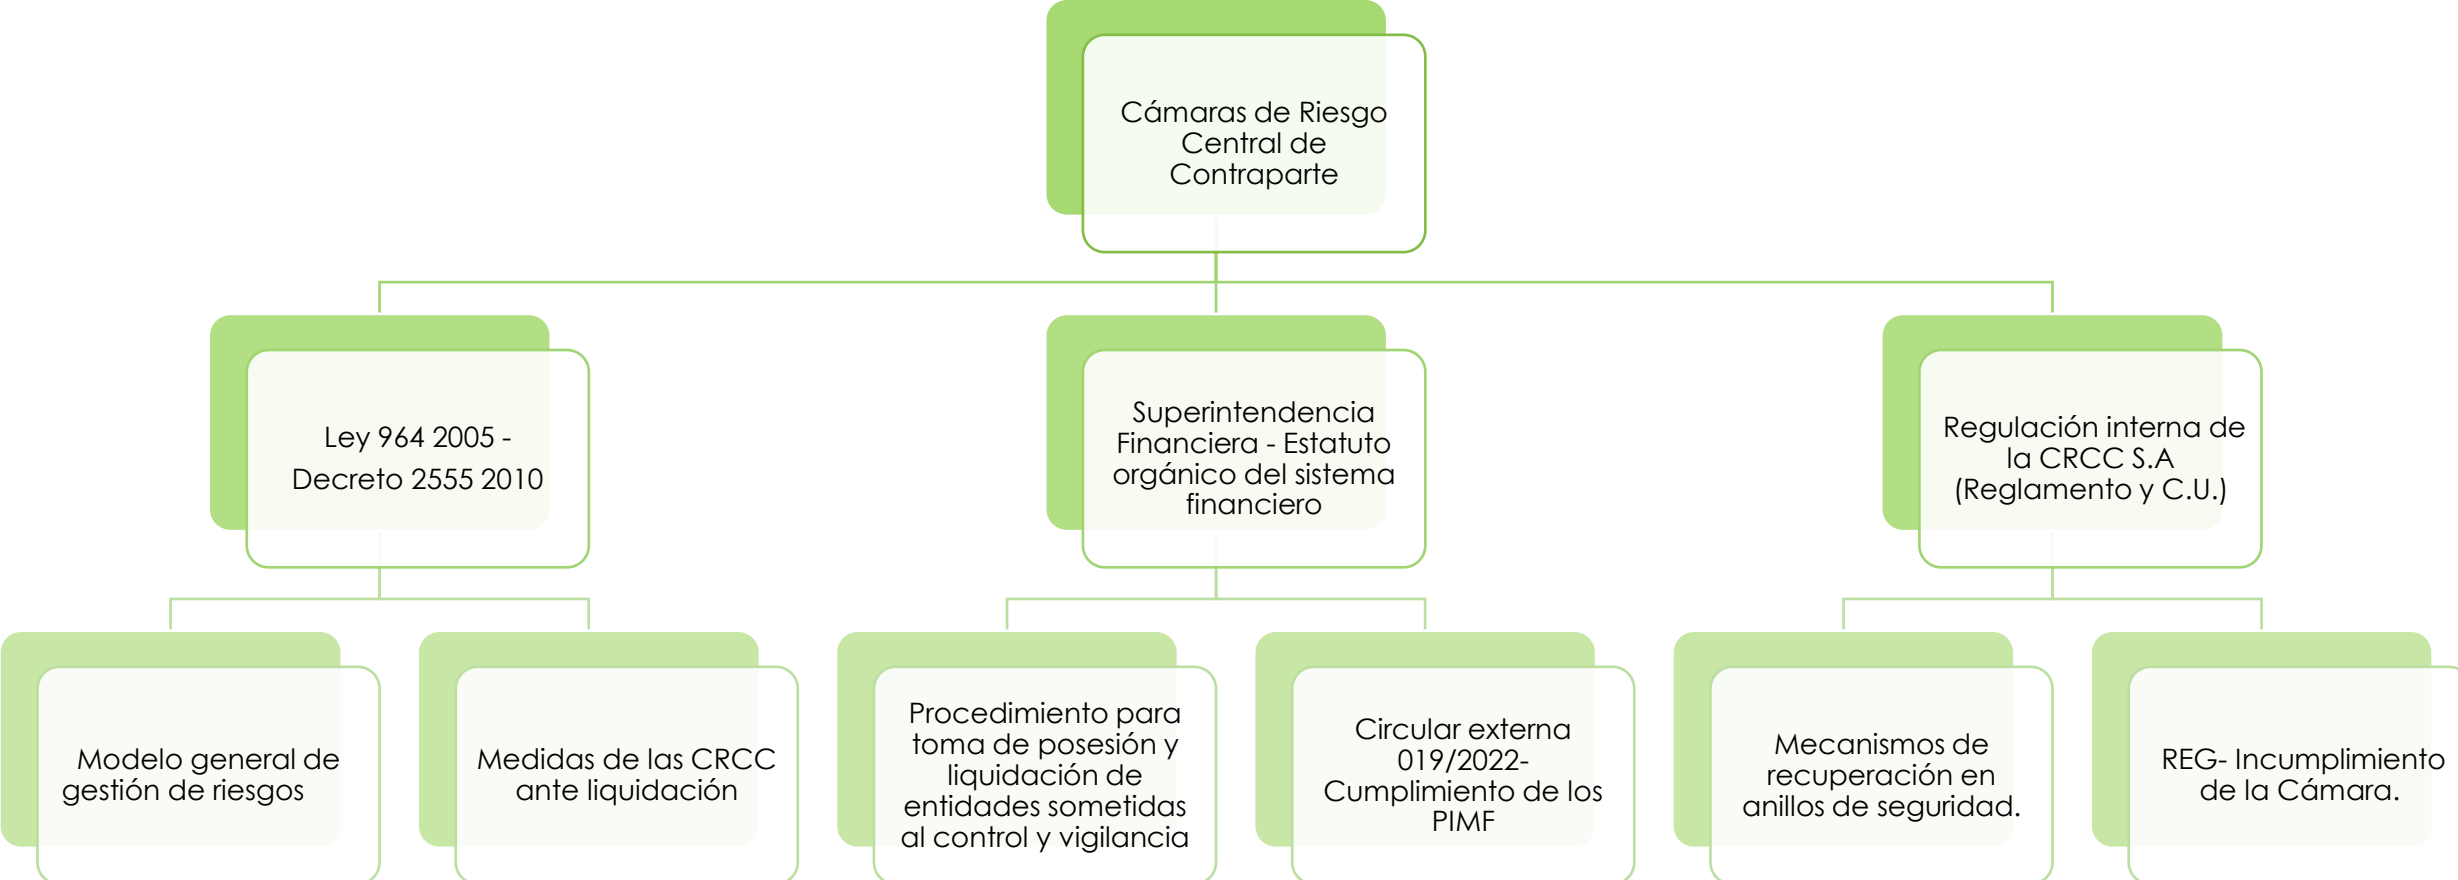 Cámaras de Riesgo
Central de
Contraparte
Ley 964 2005 -
Decreto 2555 2010
Superintendencia
Financiera - Estatuto
orgánico del sistema
financiero
Regulación interna de
la CRCC S.A
(Reglamento y C.U.)
Modelo general de
gestión de riesgos
Medidas de las CRCC
ante liquidación
Procedimiento para
toma de posesión y
liquidación de
entidades sometidas
al control y vigilancia
Circular externa
019/2022-
Cumplimiento de los
PIMF
Mecanismos de
recuperación en
anillos de seguridad.
REG- Incumplimiento
de la Cámara.